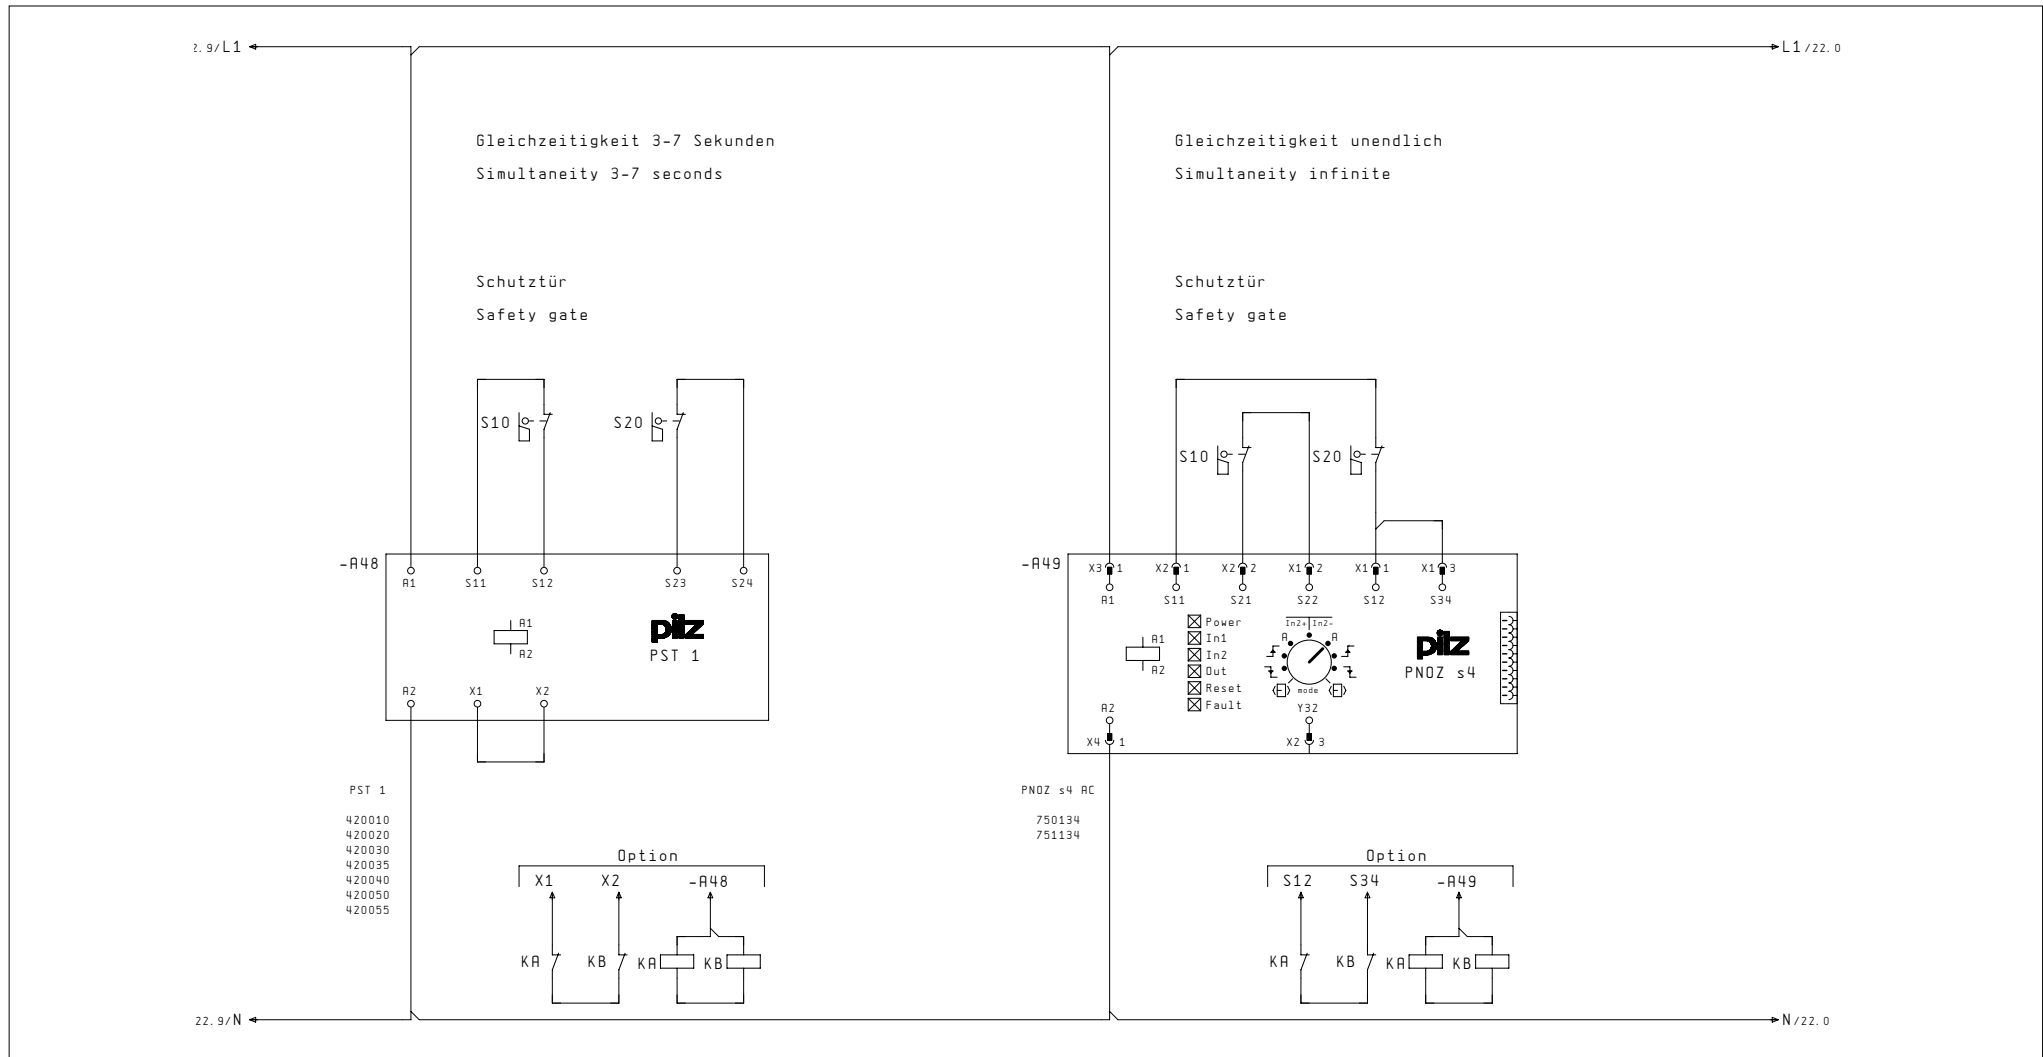 2.9/L1
L1/22.0
Gleichzeitigkeit 3-7 Sekunden
Simultaneity 3-7 seconds
Schutztür
Safety gate
S10
S20
-A48
A1 S11 S12 S23 S24
A1
A2
pilz
PST 1
A2 X1 X2
PST 1
420010
420020
420030
420035
420040
420050
420055
Option
X1 X2 -A48
KA KB KA KB
22.9/N
Gleichzeitigkeit unendlich
Simultaneity infinite
Schutztür
Safety gate
S10
S20
-A49
X3 1 X2 1 X2 2 X1 2 X1 1 X1 3
A1 S11 S21 S22 S12 S34
A1
A2
Power
In1
In2
Out
Reset
Fault
In2+ In2-
A A
mode
pilz
PNOZ s4
A2 Y32
X4 1 X2 3
PNOZ s4 AC
750134
751134
Option
S12 S34 -A49
KA KB KA KB
N/22.0